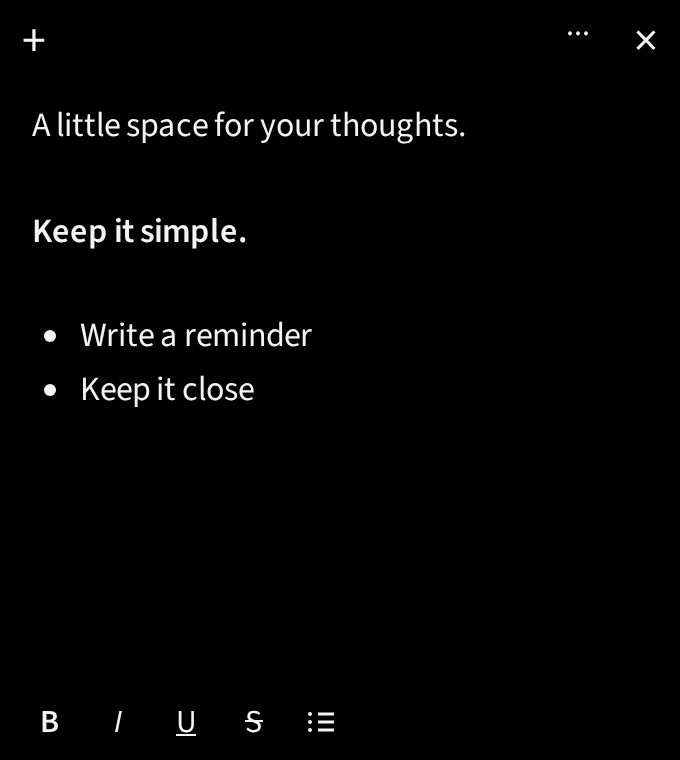 A little space for your thoughts.
Keep it simple.
• Write a reminder
• Keep it close
B I U S